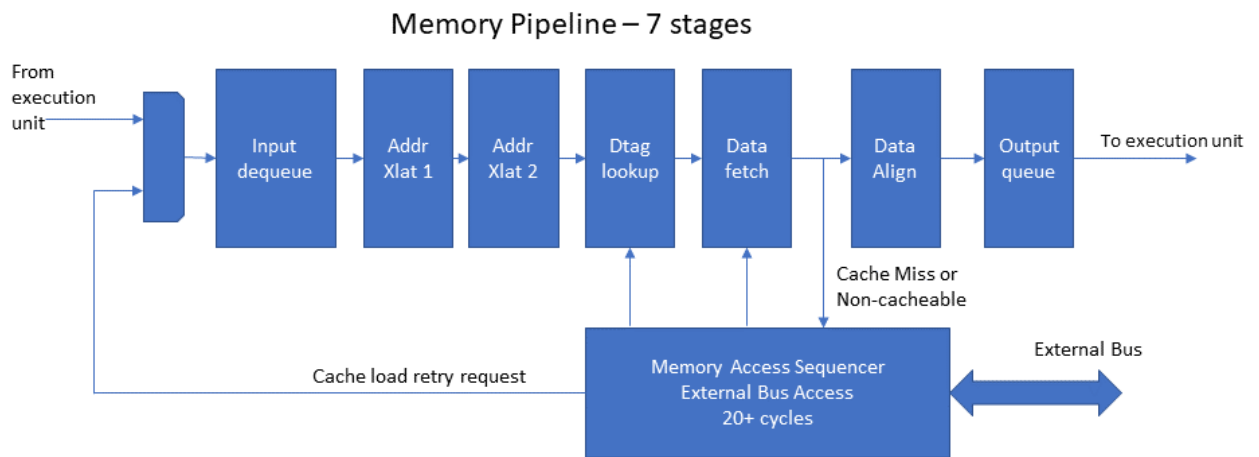 Memory Pipeline – 7 stages
From
execution
unit
Input
dequeue
Addr
Xlat 1
Addr
Xlat 2
Dtag
lookup
Data
fetch
Data
Align
Output
queue
To execution unit
Cache Miss or
Non-cacheable
Cache load retry request
Memory Access Sequencer
External Bus Access
20+ cycles
External Bus